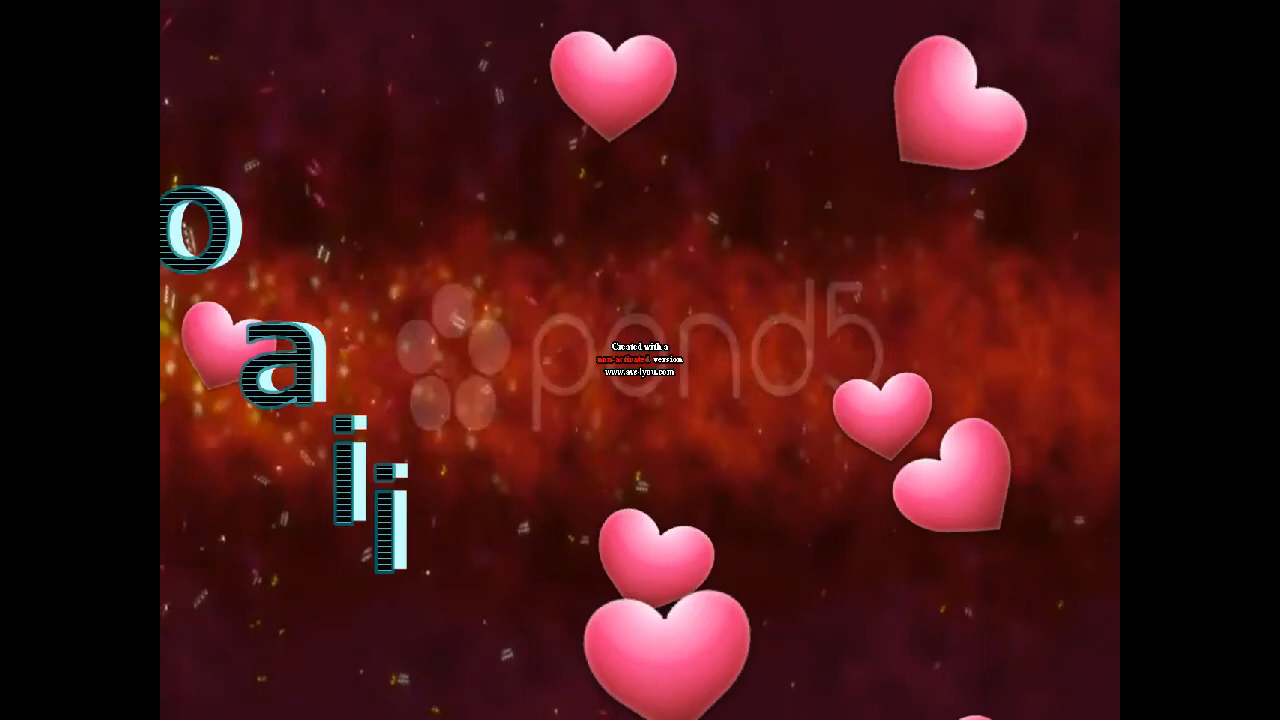 o
a
i
i
pond5
Created with a
non-activated version
www.avs4you.com